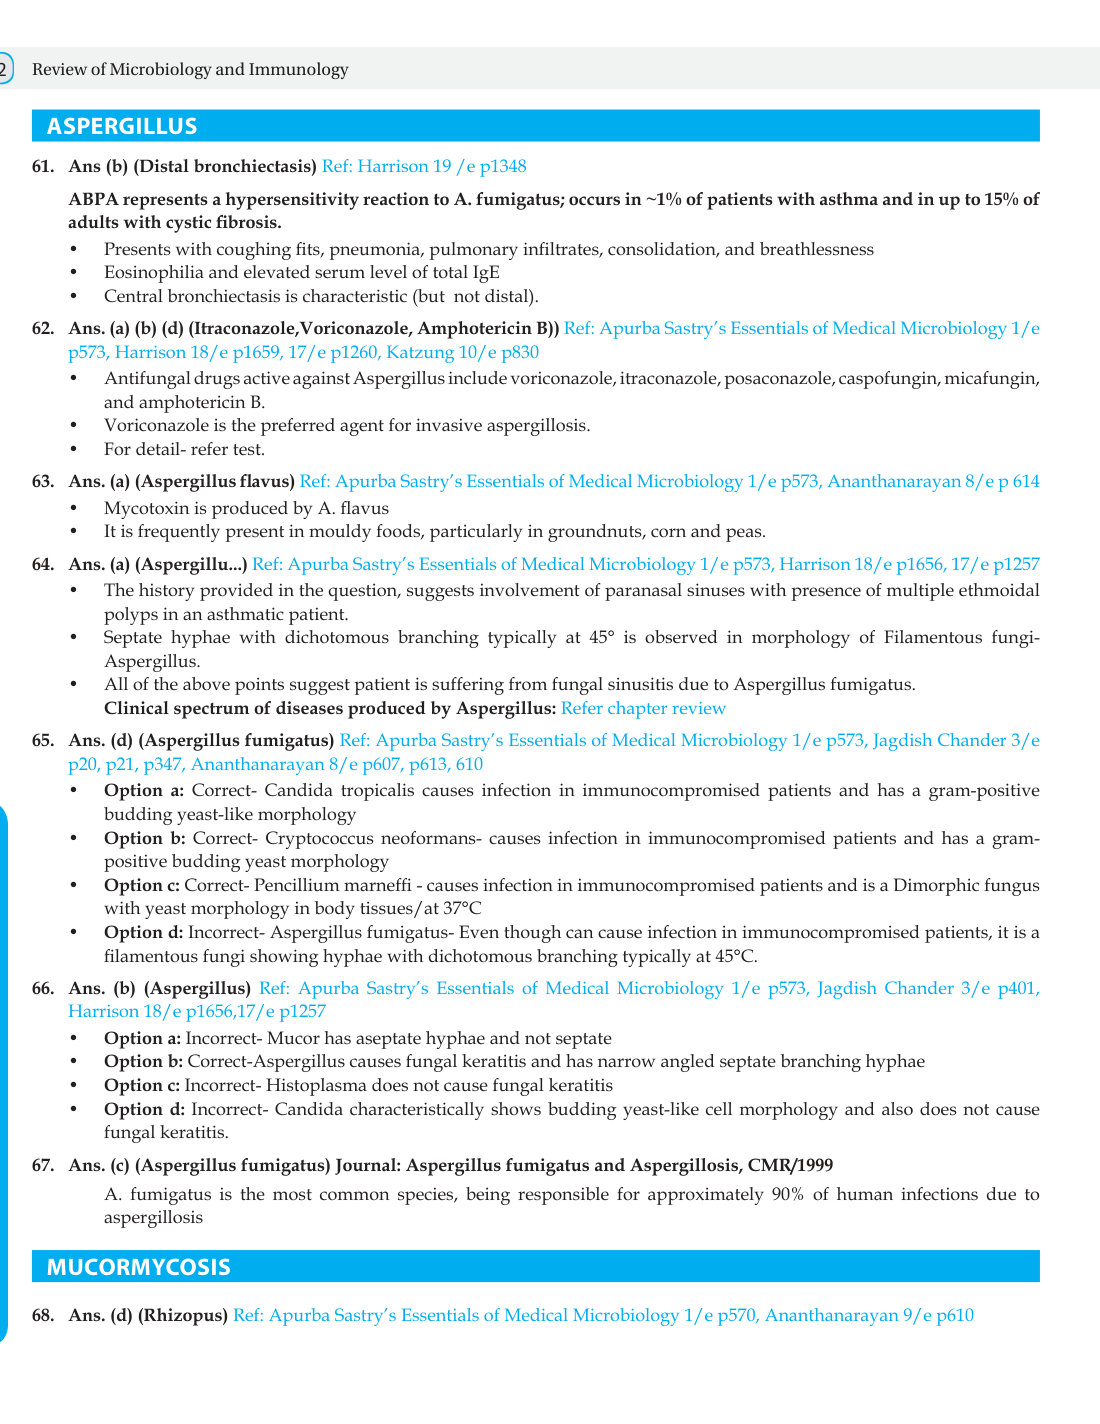 2 Review of Microbiology and Immunology
ASPERGILLUS
61. Ans (b) (Distal bronchiectasis) Ref: Harrison 19 /e p1348
ABPA represents a hypersensitivity reaction to A. fumigatus; occurs in ~1% of patients with asthma and in up to 15% of
adults with cystic fibrosis.
• Presents with coughing fits, pneumonia, pulmonary infiltrates, consolidation, and breathlessness
• Eosinophilia and elevated serum level of total IgE
• Central bronchiectasis is characteristic (but not distal).
62. Ans. (a) (b) (d) (Itraconazole,Voriconazole, Amphotericin B)) Ref: Apurba Sastry's Essentials of Medical Microbiology 1/e
p573, Harrison 18/e p1659, 17/e p1260, Katzung 10/e p830
• Antifungal drugs active against Aspergillus include voriconazole, itraconazole, posaconazole, caspofungin, micafungin,
and amphotericin B.
• Voriconazole is the preferred agent for invasive aspergillosis.
• For detail- refer test.
63. Ans. (a) (Aspergillus flavus) Ref: Apurba Sastry's Essentials of Medical Microbiology 1/e p573, Ananthanarayan 8/e p 614
• Mycotoxin is produced by A. flavus
• It is frequently present in mouldy foods, particularly in groundnuts, corn and peas.
64. Ans. (a) (Aspergillu...) Ref: Apurba Sastry's Essentials of Medical Microbiology 1/e p573, Harrison 18/e p1656, 17/e p1257
• The history provided in the question, suggests involvement of paranasal sinuses with presence of multiple ethmoidal
polyps in an asthmatic patient.
• Septate hyphae with dichotomous branching typically at 45° is observed in morphology of Filamentous fungi-
Aspergillus.
• All of the above points suggest patient is suffering from fungal sinusitis due to Aspergillus fumigatus.
Clinical spectrum of diseases produced by Aspergillus: Refer chapter review
65. Ans. (d) (Aspergillus fumigatus) Ref: Apurba Sastry's Essentials of Medical Microbiology 1/e p573, Jagdish Chander 3/e
p20, p21, p347, Ananthanarayan 8/e p607, p613, 610
• Option a: Correct- Candida tropicalis causes infection in immunocompromised patients and has a gram-positive
budding yeast-like morphology
• Option b: Correct- Cryptococcus neoformans- causes infection in immunocompromised patients and has a gram-
positive budding yeast morphology
• Option c: Correct- Pencillium marneffi - causes infection in immunocompromised patients and is a Dimorphic fungus
with yeast morphology in body tissues/at 37°C
• Option d: Incorrect- Aspergillus fumigatus- Even though can cause infection in immunocompromised patients, it is a
filamentous fungi showing hyphae with dichotomous branching typically at 45°C.
66. Ans. (b) (Aspergillus) Ref: Apurba Sastry's Essentials of Medical Microbiology 1/e p573, Jagdish Chander 3/e p401,
Harrison 18/e p1656,17/e p1257
• Option a: Incorrect- Mucor has aseptate hyphae and not septate
• Option b: Correct-Aspergillus causes fungal keratitis and has narrow angled septate branching hyphae
• Option c: Incorrect- Histoplasma does not cause fungal keratitis
• Option d: Incorrect- Candida characteristically shows budding yeast-like cell morphology and also does not cause
fungal keratitis.
67. Ans. (c) (Aspergillus fumigatus) Journal: Aspergillus fumigatus and Aspergillosis, CMR/1999
A. fumigatus is the most common species, being responsible for approximately 90% of human infections due to
aspergillosis
MUCORMYCOSIS
68. Ans. (d) (Rhizopus) Ref: Apurba Sastry's Essentials of Medical Microbiology 1/e p570, Ananthanarayan 9/e p610